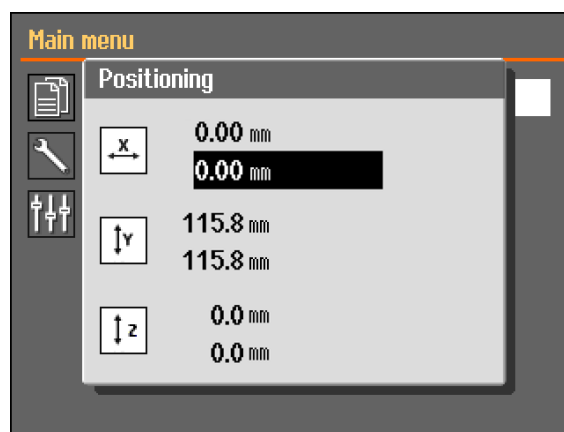 Main menu
Positioning
X
0.00 mm
0.00 mm
Y
115.8 mm
115.8 mm
Z
0.0 mm
0.0 mm